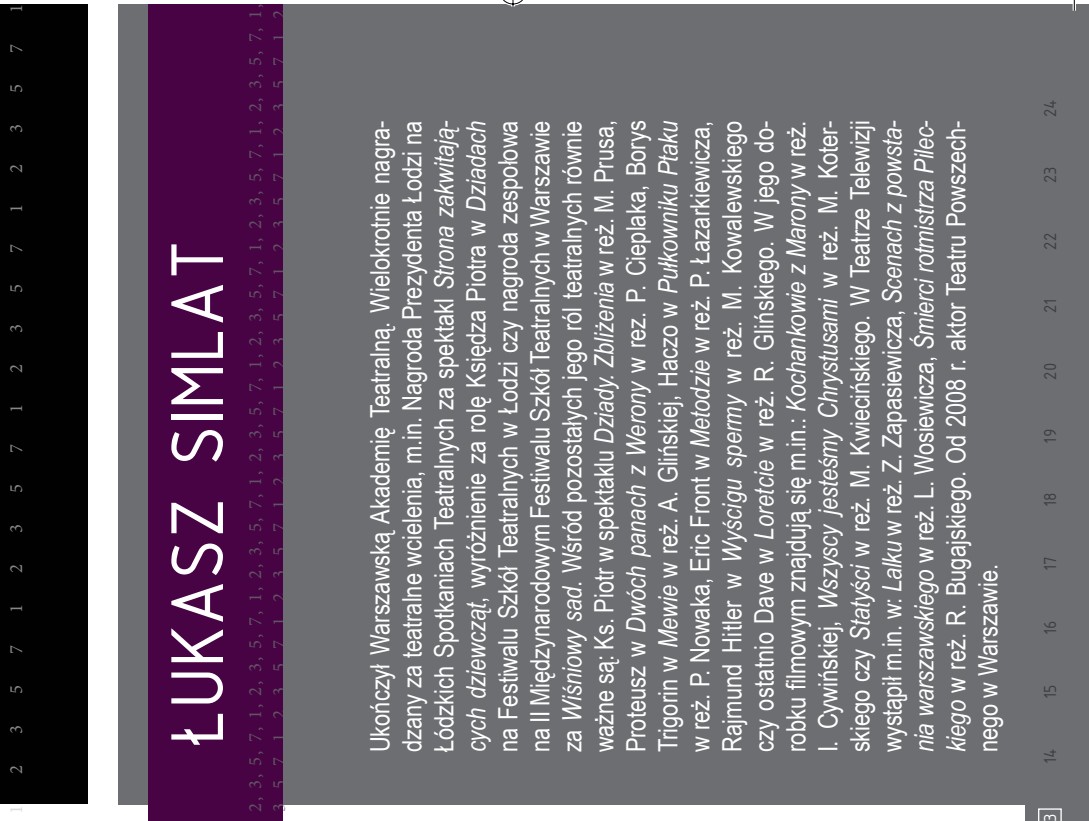 ŁUKASZ SIMLAT
Ukończył Warszawską Akademię Teatralną. Wielokrotnie nagra-
dzany za teatralne wcielenia, m.in. Nagroda Prezydenta Łodzi na
Łódzkich Spotkaniach Teatralnych za spektakl Strona zakwitają-
cych dziewcząt, wyróżnienie za rolę Księdza Piotra w Dziadach
na Festiwalu Szkół Teatralnych w Łodzi czy nagroda zespołowa
na II Międzynarodowym Festiwalu Szkół Teatralnych w Warszawie
za Wiśniowy sad. Wśród pozostałych jego ról teatralnych równie
ważne są: Ks. Piotr w spektaklu Dziady. Zbliżenia w reż. M. Prusa,
Proteusz w Dwóch panach z Werony w reż. P. Cieplaka, Borys
Trigorin w Mewie w reż. A. Glińskiej, Haczo w Pułkowniku Ptaku
w reż. P. Nowaka, Eric Front w Metodzie w reż. P. Łazarkiewicza,
Rajmund Hitler w Wyścigu spermy w reż. M. Kowalewskiego
czy ostatnio Dave w Loretcie w reż. R. Glińskiego. W jego do-
roku filmowym znajdują się m.in.: Kochankowie z Marony w reż.
I. Cywińskiej, Wszyscy jesteśmy Chrystusami w reż. M. Koter-
skiego czy Statyści w reż. M. Kwiecińskiego. W Teatrze Telewizji
wystąpił m.in. w: Lalku w reż. Z. Zapasiewicza, Scenach z powsta-
nia warszawskiego w reż. L. Wosiewicza, Śmierci rotmistrza Pilec-
kiego w reż. R. Bugajskiego. Od 2008 r. aktor Teatru Powszech-
nego w Warszawie.
14 15 16 17 18 19 20 21 22 23 24